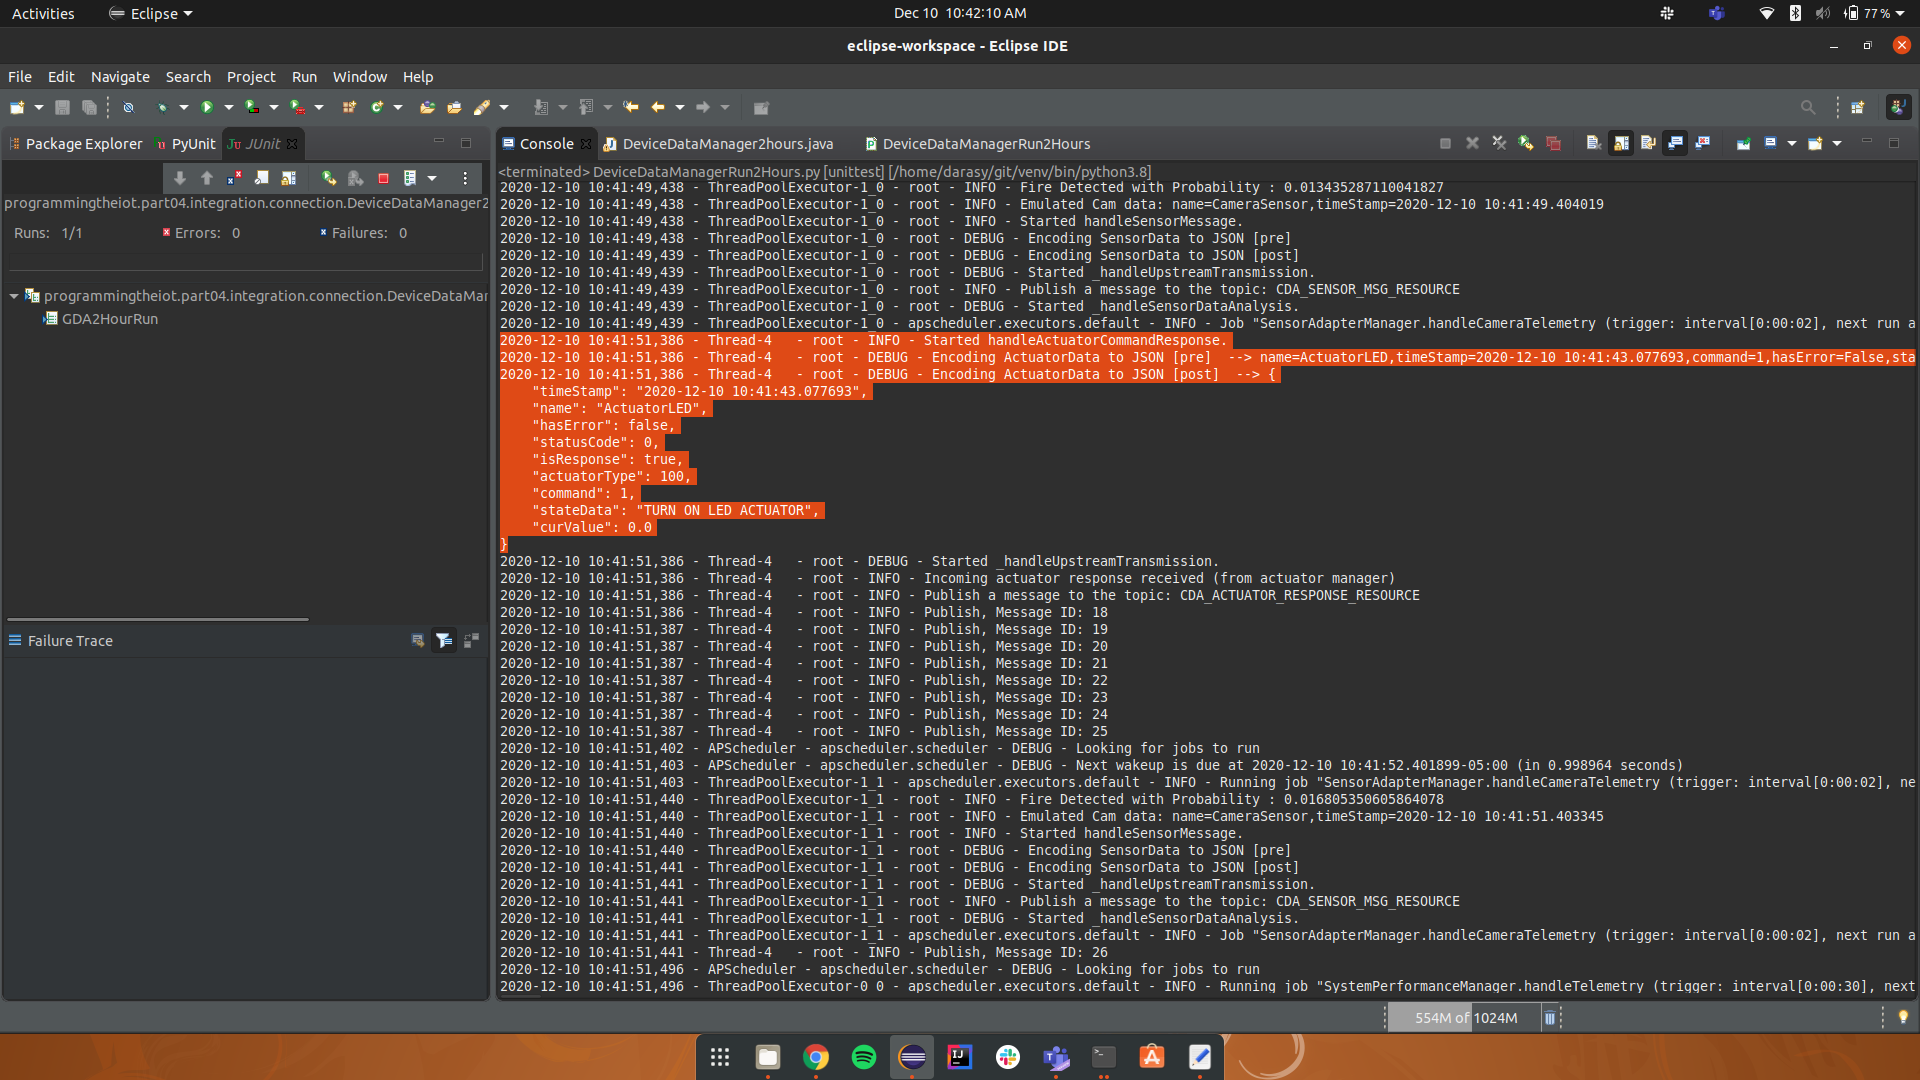 Activities
Eclipse
Dec 10 10:42:10 AM
77 %
eclipse-workspace - Eclipse IDE
File Edit Navigate Search Project Run Window Help
Package Explorer
PyUnit
JUnit
programmingtheiot.part04.integration.connection.DeviceDataManager2
Runs: 1/1
Errors: 0
Failures: 0
programmingtheiot.part04.integration.connection.DeviceDataMar
GDA2HourRun
Failure Trace
Console
DeviceDataManager2hours.java
DeviceDataManagerRun2Hours
<terminated> DeviceDataManagerRun2Hours.py [unittest] [/home/darasy/git/venv/bin/python3.8]
2020-12-10 10:41:49,438 - ThreadPoolExecutor-1_0 - root - INFO - Fire Detected with Probability : 0.013435287110041827
2020-12-10 10:41:49,438 - ThreadPoolExecutor-1_0 - root - INFO - Emulated Cam data: name=CameraSensor,timeStamp=2020-12-10 10:41:49.404019
2020-12-10 10:41:49,438 - ThreadPoolExecutor-1_0 - root - INFO - Started handleSensorMessage.
2020-12-10 10:41:49,438 - ThreadPoolExecutor-1_0 - root - DEBUG - Encoding SensorData to JSON [pre]
2020-12-10 10:41:49,439 - ThreadPoolExecutor-1_0 - root - DEBUG - Encoding SensorData to JSON [post]
2020-12-10 10:41:49,439 - ThreadPoolExecutor-1_0 - root - DEBUG - Started _handleUpstreamTransmission.
2020-12-10 10:41:49,439 - ThreadPoolExecutor-1_0 - root - INFO - Publish a message to the topic: CDA_SENSOR_MSG_RESOURCE
2020-12-10 10:41:49,439 - ThreadPoolExecutor-1_0 - root - DEBUG - Started _handleSensorDataAnalysis.
2020-12-10 10:41:49,439 - ThreadPoolExecutor-1_0 - apscheduler.executors.default - INFO - Job "SensorAdapterManager.handleCameraTelemetry (trigger: interval[0:00:02], next run a
2020-12-10 10:41:51,386 - Thread-4   - root - INFO - Started handleActuatorCommandResponse.
2020-12-10 10:41:51,386 - Thread-4   - root - DEBUG - Encoding ActuatorData to JSON [pre]  --> name=ActuatorLED,timeStamp=2020-12-10 10:41:43.077693,command=1,hasError=False,sta
2020-12-10 10:41:51,386 - Thread-4   - root - DEBUG - Encoding ActuatorData to JSON [post]  --> {
    "timeStamp": "2020-12-10 10:41:43.077693",
    "name": "ActuatorLED",
    "hasError": false,
    "statusCode": 0,
    "isResponse": true,
    "actuatorType": 100,
    "command": 1,
    "stateData": "TURN ON LED ACTUATOR",
    "curValue": 0.0
}
2020-12-10 10:41:51,386 - Thread-4   - root - DEBUG - Started _handleUpstreamTransmission.
2020-12-10 10:41:51,386 - Thread-4   - root - INFO - Incoming actuator response received (from actuator manager)
2020-12-10 10:41:51,386 - Thread-4   - root - INFO - Publish a message to the topic: CDA_ACTUATOR_RESPONSE_RESOURCE
2020-12-10 10:41:51,386 - Thread-4   - root - INFO - Publish, Message ID: 18
2020-12-10 10:41:51,387 - Thread-4   - root - INFO - Publish, Message ID: 19
2020-12-10 10:41:51,387 - Thread-4   - root - INFO - Publish, Message ID: 20
2020-12-10 10:41:51,387 - Thread-4   - root - INFO - Publish, Message ID: 21
2020-12-10 10:41:51,387 - Thread-4   - root - INFO - Publish, Message ID: 22
2020-12-10 10:41:51,387 - Thread-4   - root - INFO - Publish, Message ID: 23
2020-12-10 10:41:51,387 - Thread-4   - root - INFO - Publish, Message ID: 24
2020-12-10 10:41:51,387 - Thread-4   - root - INFO - Publish, Message ID: 25
2020-12-10 10:41:51,402 - APScheduler - apscheduler.scheduler - DEBUG - Looking for jobs to run
2020-12-10 10:41:51,403 - APScheduler - apscheduler.scheduler - DEBUG - Next wakeup is due at 2020-12-10 10:41:52.401899-05:00 (in 0.998964 seconds)
2020-12-10 10:41:51,403 - ThreadPoolExecutor-1_1 - apscheduler.executors.default - INFO - Running job "SensorAdapterManager.handleCameraTelemetry (trigger: interval[0:00:02], ne
2020-12-10 10:41:51,440 - ThreadPoolExecutor-1_1 - root - INFO - Fire Detected with Probability : 0.016805350605864078
2020-12-10 10:41:51,440 - ThreadPoolExecutor-1_1 - root - INFO - Emulated Cam data: name=CameraSensor,timeStamp=2020-12-10 10:41:51.403345
2020-12-10 10:41:51,440 - ThreadPoolExecutor-1_1 - root - INFO - Started handleSensorMessage.
2020-12-10 10:41:51,440 - ThreadPoolExecutor-1_1 - root - DEBUG - Encoding SensorData to JSON [pre]
2020-12-10 10:41:51,441 - ThreadPoolExecutor-1_1 - root - DEBUG - Encoding SensorData to JSON [post]
2020-12-10 10:41:51,441 - ThreadPoolExecutor-1_1 - root - DEBUG - Started _handleUpstreamTransmission.
2020-12-10 10:41:51,441 - ThreadPoolExecutor-1_1 - root - INFO - Publish a message to the topic: CDA_SENSOR_MSG_RESOURCE
2020-12-10 10:41:51,441 - ThreadPoolExecutor-1_1 - root - DEBUG - Started _handleSensorDataAnalysis.
2020-12-10 10:41:51,441 - ThreadPoolExecutor-1_1 - apscheduler.executors.default - INFO - Job "SensorAdapterManager.handleCameraTelemetry (trigger: interval[0:00:02], next run a
2020-12-10 10:41:51,441 - Thread-4   - root - INFO - Publish, Message ID: 26
2020-12-10 10:41:51,496 - APScheduler - apscheduler.scheduler - DEBUG - Looking for jobs to run
2020-12-10 10:41:51,496 - ThreadPoolExecutor-0_0 - apscheduler.executors.default - INFO - Running job "SystemPerformanceManager.handleTelemetry (trigger: interval[0:00:30], next
554M of 1024M